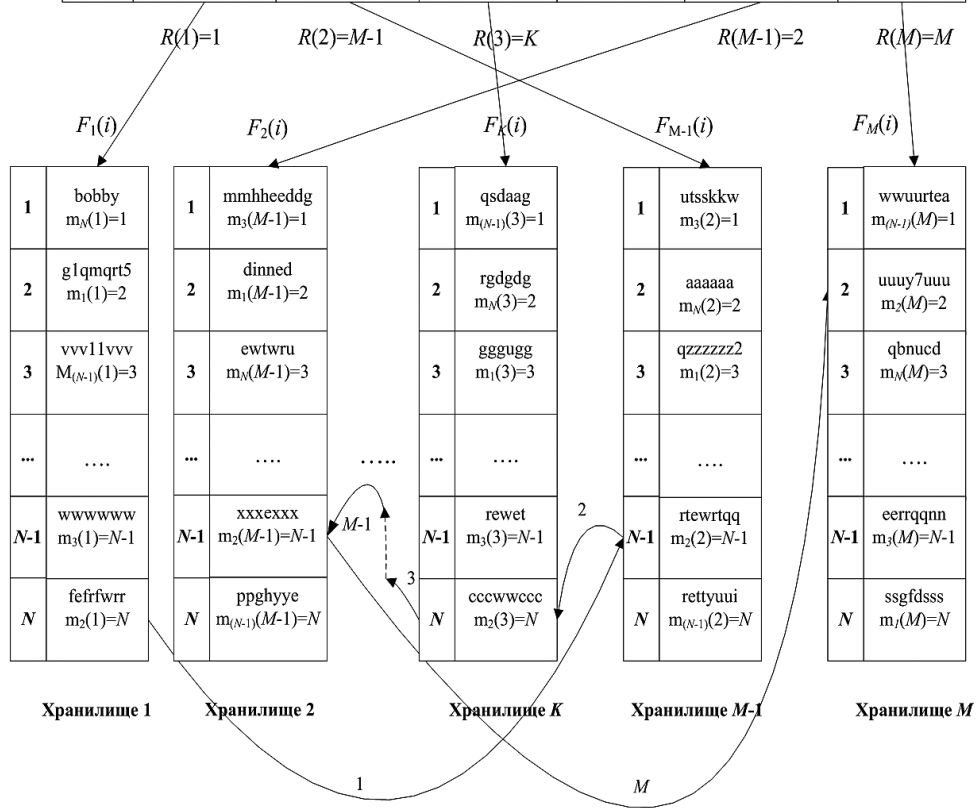 R(1)=1 R(2)=M-1 R(3)=K R(M-1)=2 R(M)=M
F1(i) F2(i) FK(i) FM-1(i) FM(i)
1 bobby 1 mmhheeddg 1 qsdaag 1 utsskkw 1 wwuurtea
mN(1)=1 m3(M-1)=1 m(N-1)(3)=1 m3(2)=1 m(N-1)(M)=1
2 g1qmqrt5 2 dinned 2 rgdgdg 2 aaaaaa 2 uuuy7uuu
m1(1)=2 m1(M-1)=2 mN(3)=2 mN(2)=2 m2(M)=2
3 vvv11vvv 3 ewtwru 3 gggugg 3 qzzzzzz2 3 qbnucd
M(N-1)(1)=3 mN(M-1)=3 m1(3)=3 m1(2)=3 mN(M)=3
... .... ... .... ..... ... .... ... .... ... ....
N-1 wwwwww N-1 xxxexxx M-1 N-1 rewet 2 N-1 rtewrtqq N-1 eerrqqnn
m3(1)=N-1 m2(M-1)=N-1 m3(3)=N-1 m2(2)=N-1 m3(M)=N-1
3
N fefrfwrr N ppghyye N cccwwccc N rettyuui N ssgfdsss
m2(1)=N m(N-1)(M-1)=N m2(3)=N m(N-1)(2)=N m1(M)=N
Хранилище 1 Хранилище 2 Хранилище K Хранилище M-1 Хранилище M
1 M